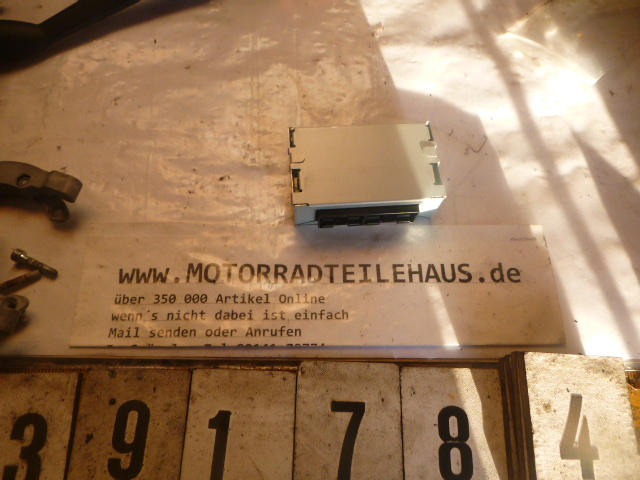 www.MOTORRADTEILEHAUS.de
über 350 000 Artikel Online
wenn´s nicht dabei ist einfach
Mail senden oder Anrufen
3 9 1 7 8 4